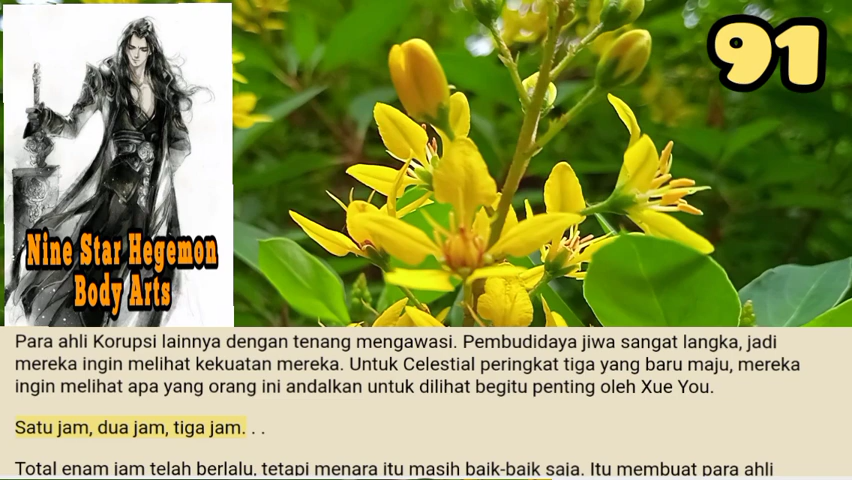 91
Nine Star Hegemon
Body Arts
Para ahli Korupsi lainnya dengan tenang mengawasi. Pembudidaya jiwa sangat langka, jadi
mereka ingin melihat kekuatan mereka. Untuk Celestial peringkat tiga yang baru maju, mereka
ingin melihat apa yang orang ini andalkan untuk dilihat begitu penting oleh Xue You.
Satu jam, dua jam, tiga jam. . .
Total enam jam telah berlalu, tetapi menara itu masih baik-baik saja. Itu membuat para ahli